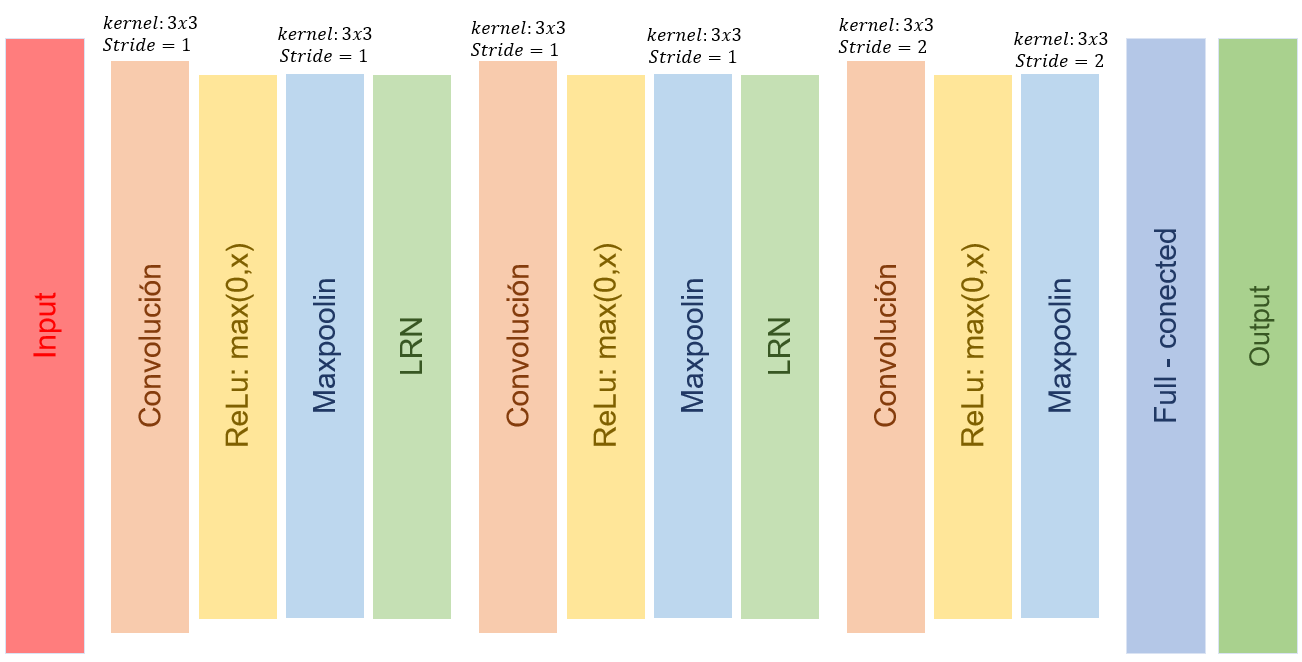 Input
kernel: 3x3
Stride = 1
Convolución
ReLu: max(0,x)
kernel: 3x3
Stride = 1
Maxpoolin
LRN
kernel: 3x3
Stride = 1
Convolución
ReLu: max(0,x)
kernel: 3x3
Stride = 1
Maxpoolin
LRN
kernel: 3x3
Stride = 2
Convolución
ReLu: max(0,x)
kernel: 3x3
Stride = 2
Maxpoolin
Full - conected
Output